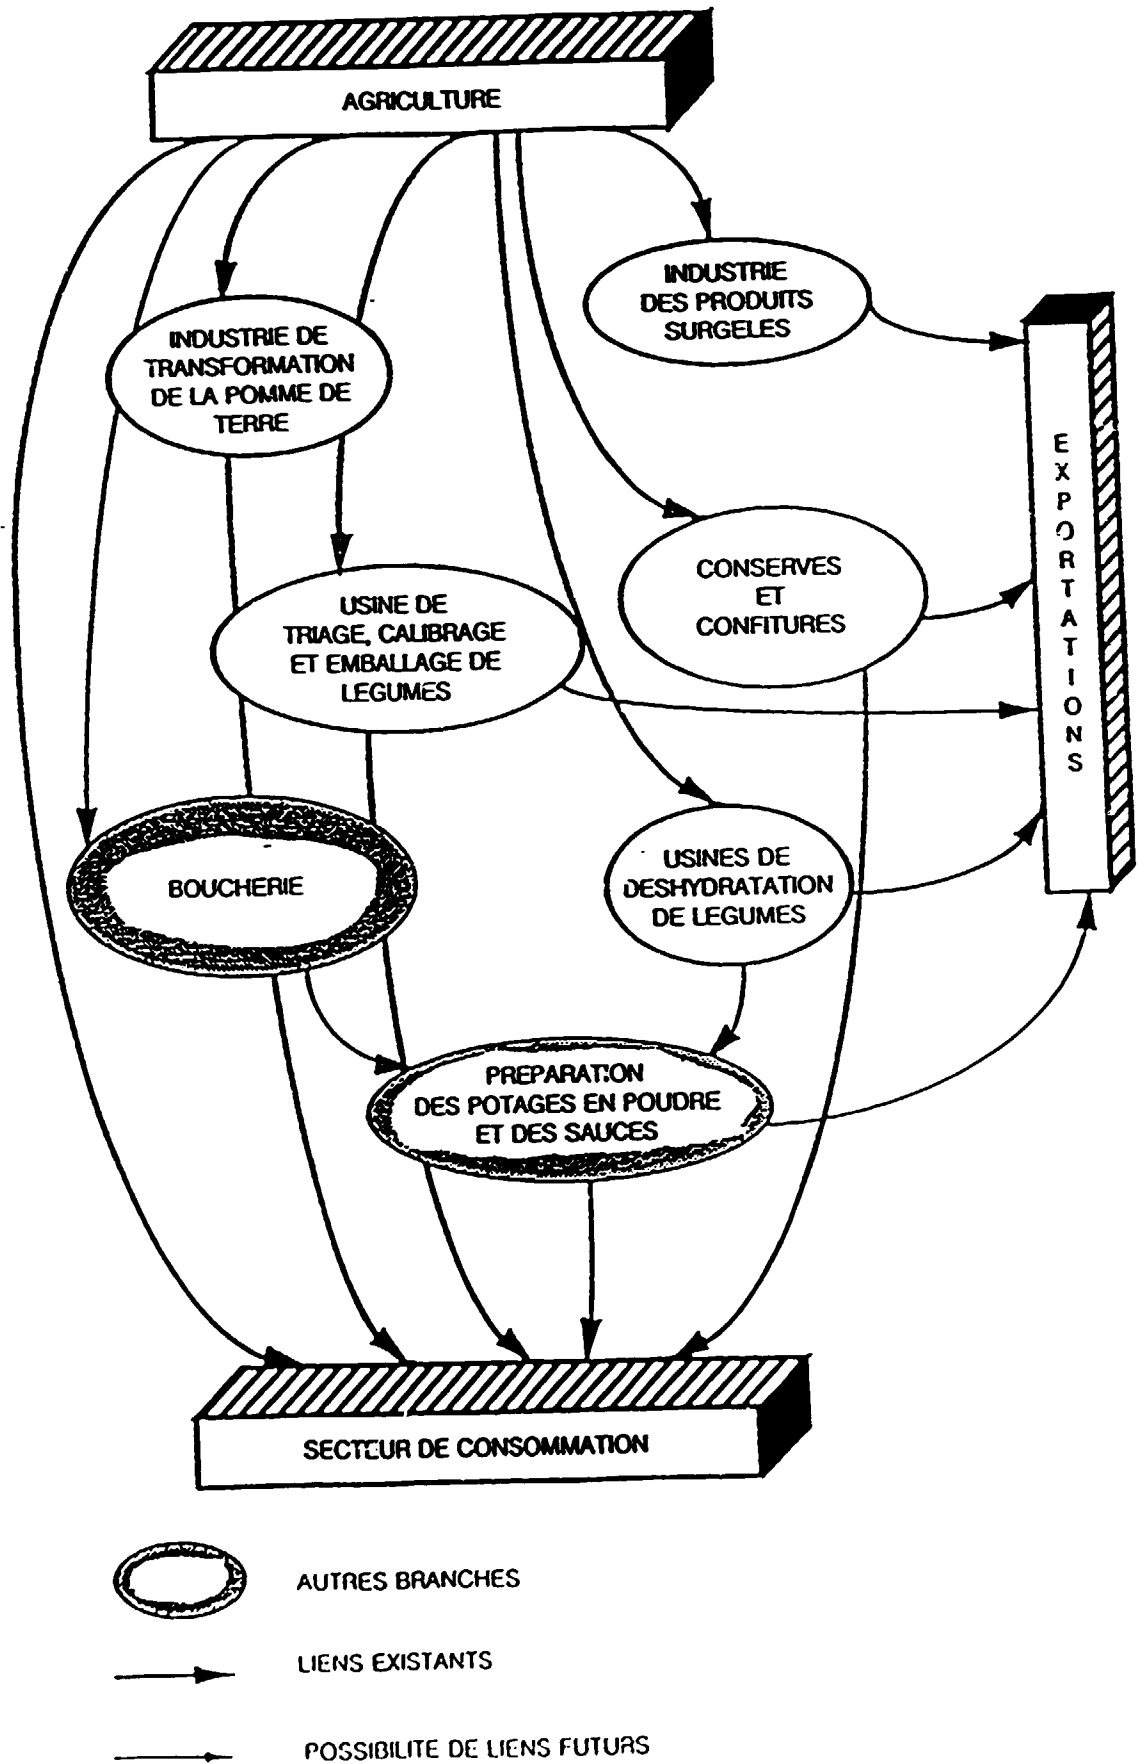 AGRICULTURE
INDUSTRIE
DES PRODUITS
SURGELES
INDUSTRIE DE
TRANSFORMATION
DE LA POMME DE
TERRE
EXPORTATIONS
CONSERVES
ET
CONFITURES
USINE DE
TRIAGE, CALIBRAGE
ET EMBALLAGE DE
LEGUMES
USINES DE
DESHYDRATATION
DE LEGUMES
BOUCHERIE
PREPARATION
DES POTAGES EN POUDRE
ET DES SAUCES
SECTEUR DE CONSOMMATION
AUTRES BRANCHES
LIENS EXISTANTS
POSSIBILITE DE LIENS FUTURS